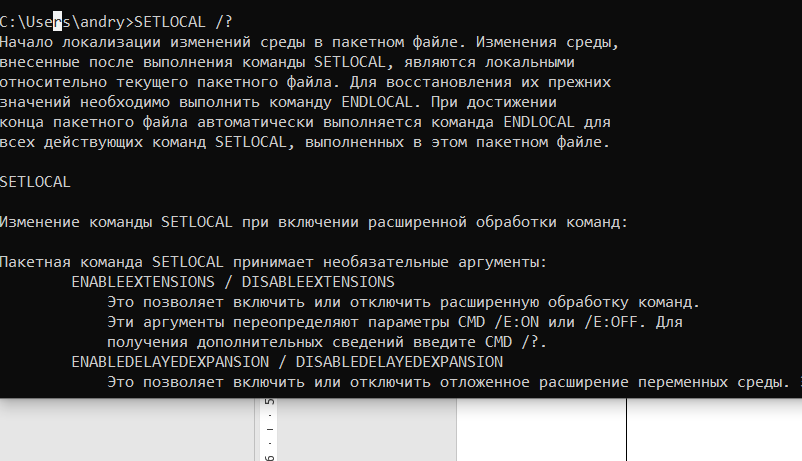 C:\Users\andry>SETLOCAL /?
Начало локализации изменений среды в пакетном файле. Изменения среды,
внесенные после выполнения команды SETLOCAL, являются локальными
относительно текущего пакетного файла. Для восстановления их прежних
значений необходимо выполнить команду ENDLOCAL. При достижении
конца пакетного файла автоматически выполняется команда ENDLOCAL для
всех действующих команд SETLOCAL, выполненных в этом пакетном файле.
SETLOCAL
Изменение команды SETLOCAL при включении расширенной обработки команд:
Пакетная команда SETLOCAL принимает необязательные аргументы:
ENABLEEXTENSIONS / DISABLEEXTENSIONS
Это позволяет включить или отключить расширенную обработку команд.
Эти аргументы переопределяют параметры CMD /E:ON или /E:OFF. Для
получения дополнительных сведений введите CMD /?.
ENABLEDELAYEDEXPANSION / DISABLEDELAYEDEXPANSION
Это позволяет включить или отключить отложенное расширение переменных среды.
5
6